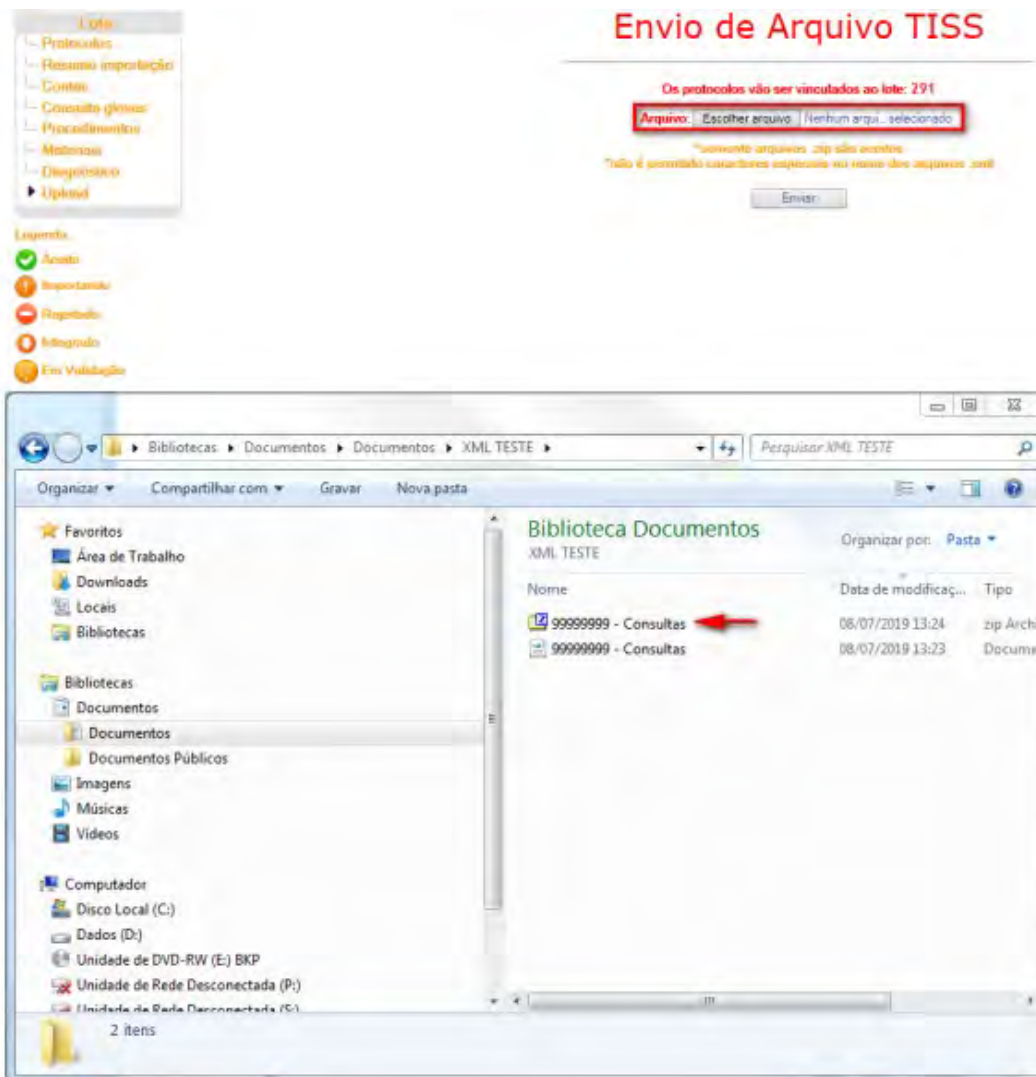 Lote
Protocolos
Resumo importação
Contas
Consulta glosas
Procedimentos
Materiais
Diagnóstico
Upload
Legenda
Aceito
Importando
Rejeitado
Integrado
Em Validação
Envio de Arquivo TISS
Os protocolos vão ser vinculados ao lote: 291
Arquivo: Escolher arquivo Nenhum arqui... selecionado
*somente arquivos .zip são aceitos
*não é permitido caracteres especiais no nome dos arquivos .xml
Enviar
Bibliotecas Documentos Documentos XML TESTE
Pesquisar XML TESTE
Organizar Compartilhar com Gravar Nova pasta
Favoritos
Área de Trabalho
Downloads
Locais
Bibliotecas
Bibliotecas
Documentos
Documentos
Documentos Públicos
Imagens
Músicas
Vídeos
Computador
Disco Local (C:)
Dados (D:)
Unidade de DVD-RW (E:) BKP
Unidade de Rede Desconectada (P:)
Unidade de Rede Desconectada (S:)
Biblioteca Documentos
XML TESTE
Organizar por: Pasta
Nome Data de modificaç... Tipo
99999999 - Consultas 08/07/2019 13:24 zip Arch
99999999 - Consultas 08/07/2019 13:23 Docume
2 itens